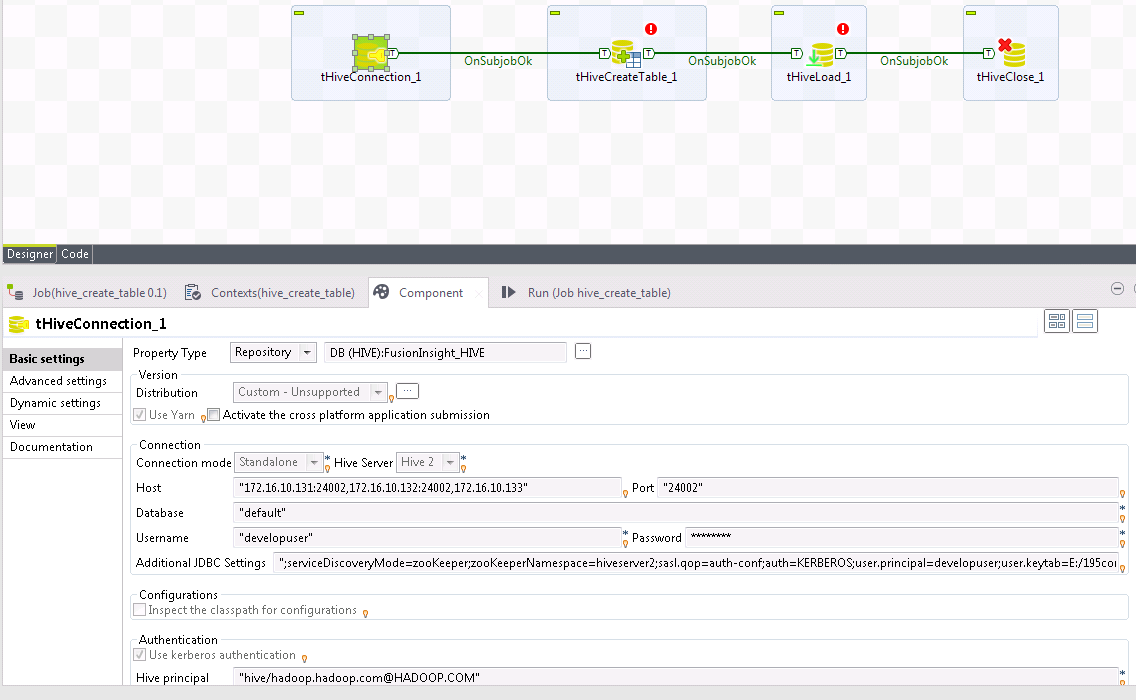 T T T T T T
OnSubjobOk OnSubjobOk OnSubjobOk
tHiveConnection_1 tHiveCreateTable_1 tHiveLoad_1 tHiveClose_1
Designer Code
Job(hive_create_table 0.1) Contexts(hive_create_table) Component Run (Job hive_create_table)
tHiveConnection_1
Basic settings
Advanced settings
Dynamic settings
View
Documentation
Property Type Repository DB (HIVE):FusionInsight_HIVE ...
Version
Distribution Custom - Unsupported ...
Use Yarn Activate the cross platform application submission
Connection
Connection mode Standalone * Hive Server Hive 2 *
Host "172.16.10.131:24002,172.16.10.132:24002,172.16.10.133" Port "24002"
Database "default" *
Username "developuser" * Password ******** *
Additional JDBC Settings ";serviceDiscoveryMode=zooKeeper;zooKeeperNamespace=hiveserver2;sasl.qop=auth-conf;auth=KERBEROS;user.principal=developuser;user.keytab=E:/195con
Configurations
Inspect the classpath for configurations
Authentication
Use kerberos authentication
Hive principal "hive/hadoop.hadoop.com@HADOOP.COM" *